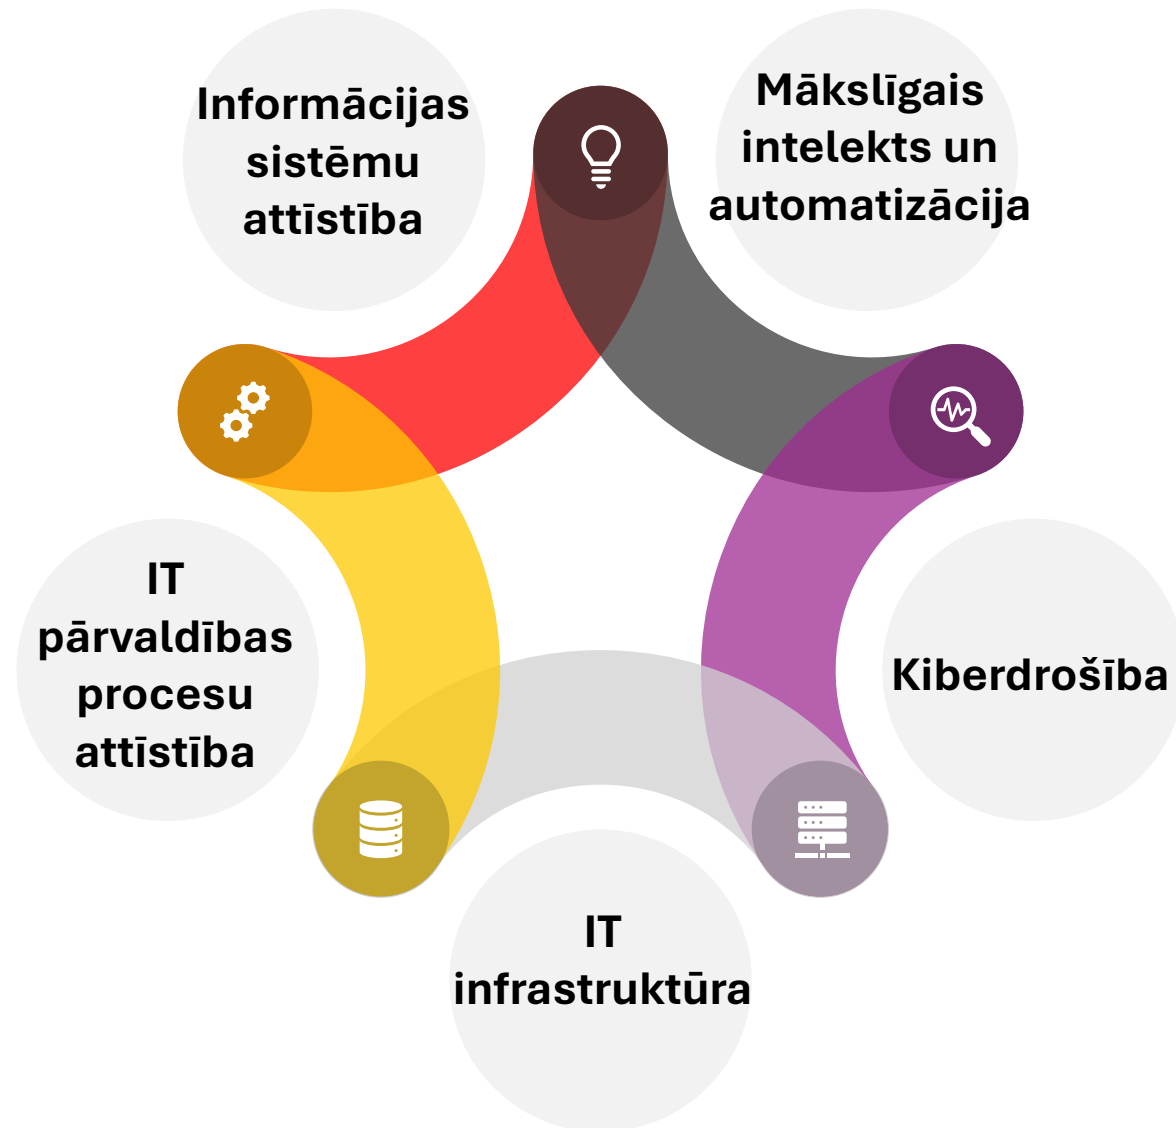 Informācijas
sistēmu
attīstība
Mākslīgais
intelekts un
automatizācija
IT
pārvaldības
procesu
attīstība
Kiberdrošība
IT
infrastruktūra